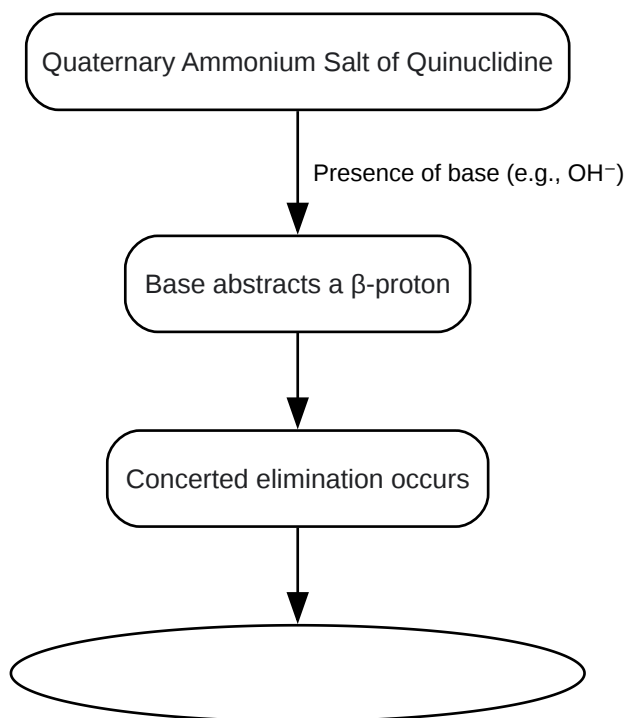 Quaternary Ammonium Salt of Quinuclidine
Presence of base (e.g., OH⁻)
Base abstracts a β-proton
Concerted elimination occurs